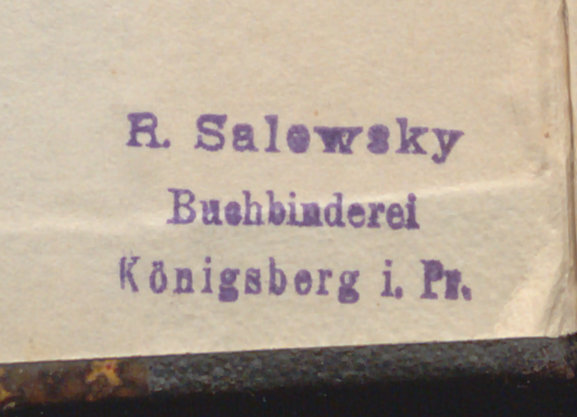 R. Salewsky
Buchbinderei
Königsberg i. Pr.